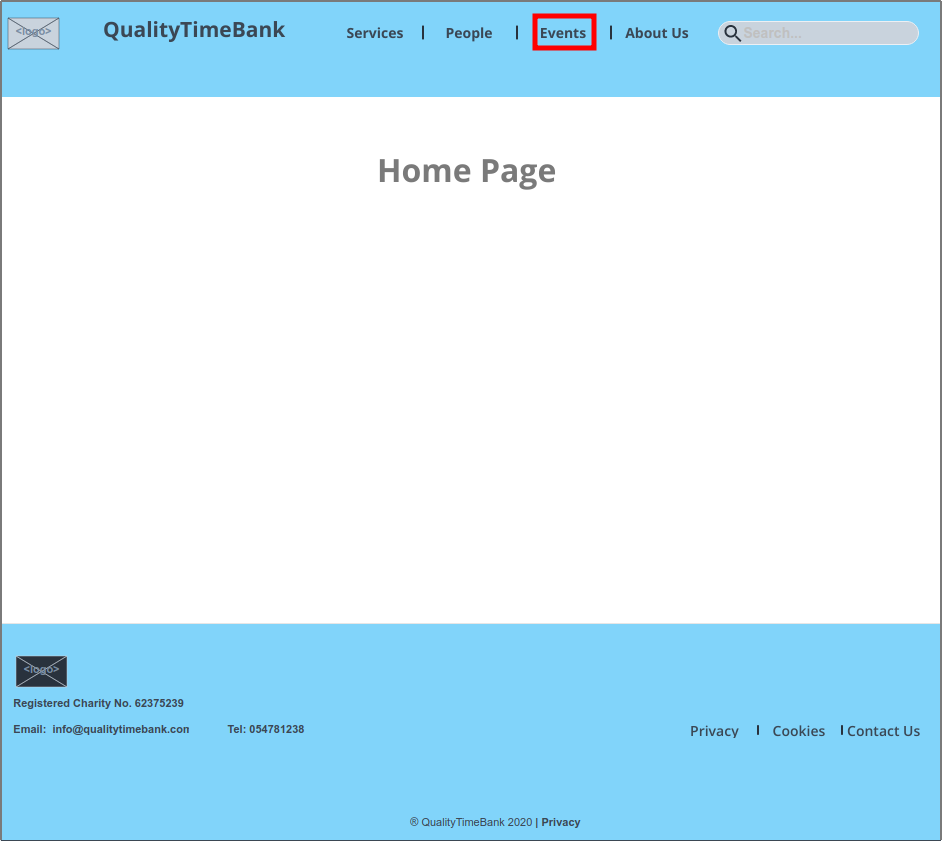 <logo>
QualityTimeBank
Services | People | Events | About Us
Search...
Home Page
<logo>
Registered Charity No. 62375239
Email: info@qualitytimebank.con
Tel: 054781238
Privacy | Cookies | Contact Us
® QualityTimeBank 2020 | Privacy